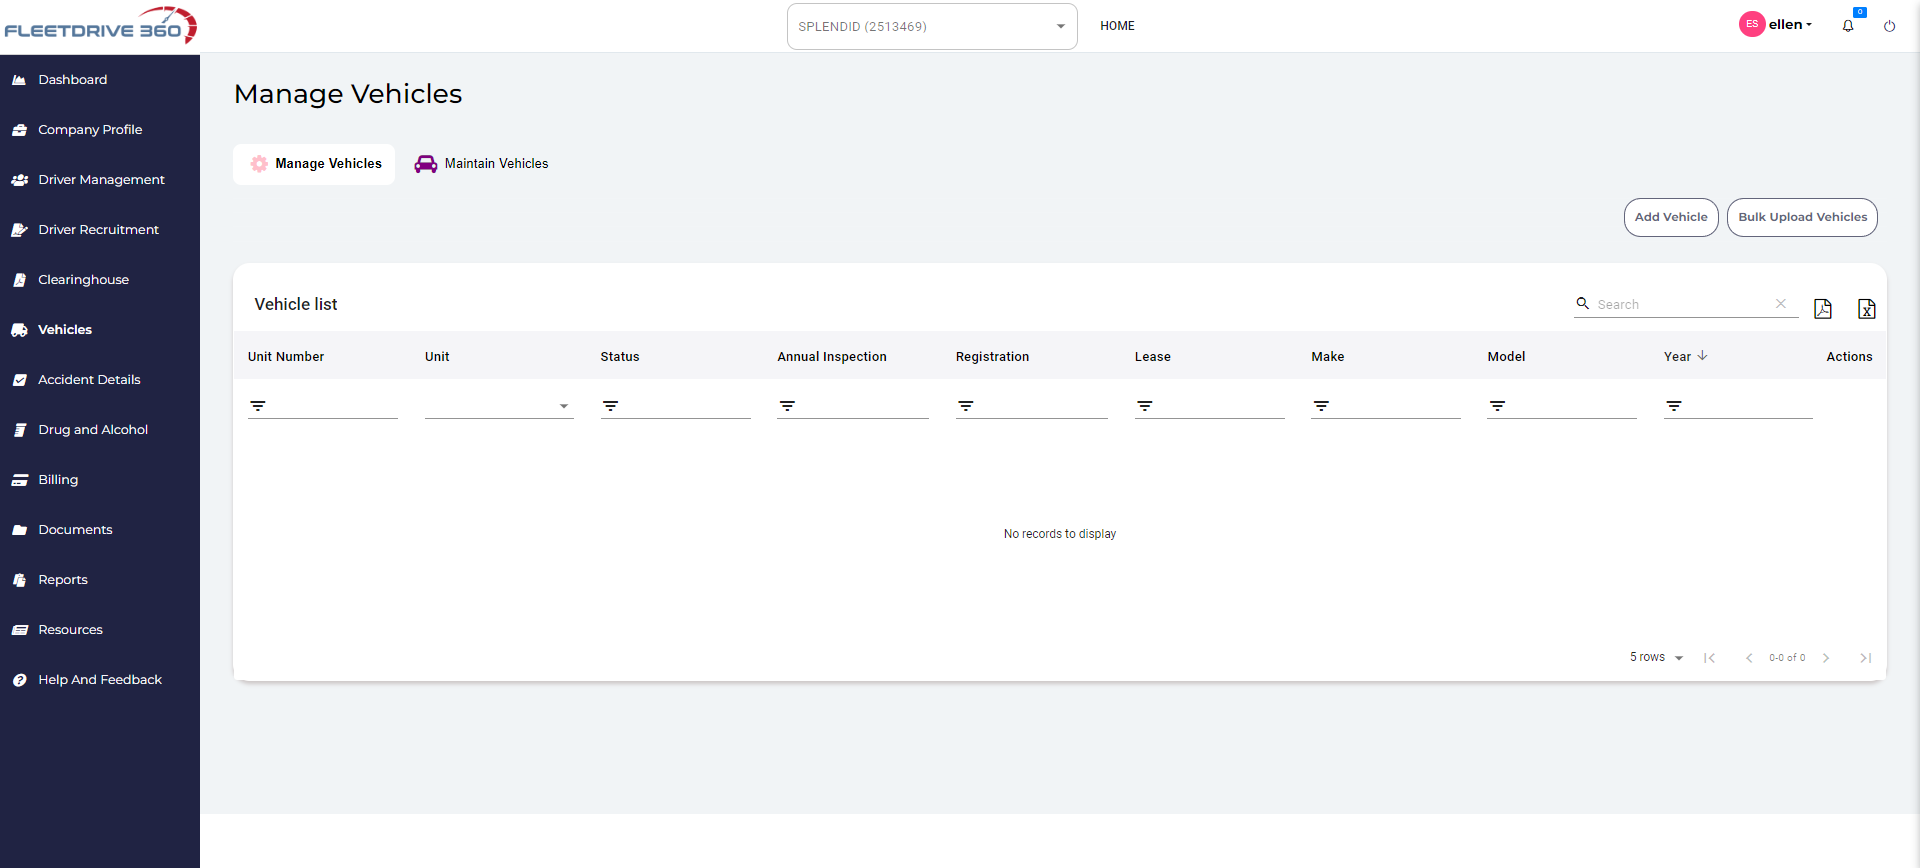 FLEETDRIVE 360
SPLENDID (2513469)
HOME
ES
ellen
0
Dashboard
Company Profile
Driver Management
Driver Recruitment
Clearinghouse
Vehicles
Accident Details
Drug and Alcohol
Billing
Documents
Reports
Resources
Help And Feedback
Manage Vehicles
Manage Vehicles
Maintain Vehicles
Add Vehicle
Bulk Upload Vehicles
Vehicle list
Search
Unit Number Unit Status Annual Inspection Registration Lease Make Model Year Actions
No records to display
5 rows
0-0 of 0